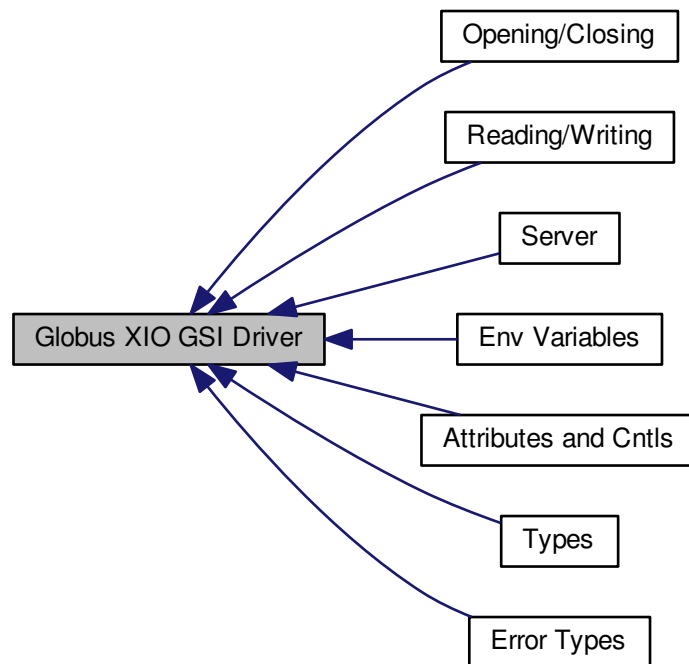 Opening/Closing
Reading/Writing
Server
Globus XIO GSI Driver
Env Variables
Attributes and Cntls
Types
Error Types